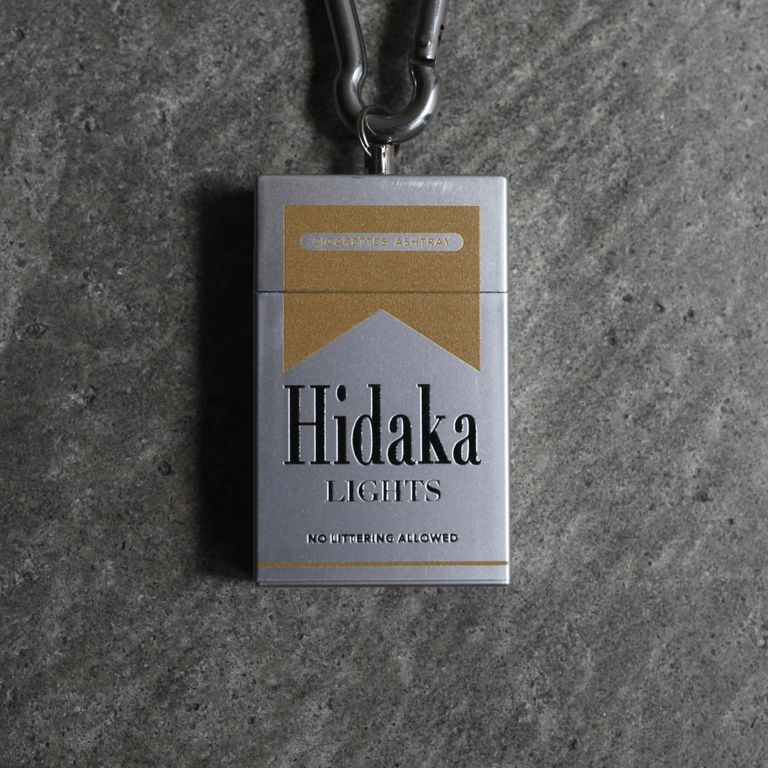 CIGARETTES ASHTRAY
Hidaka
LIGHTS
NO LITTERING ALLOWED